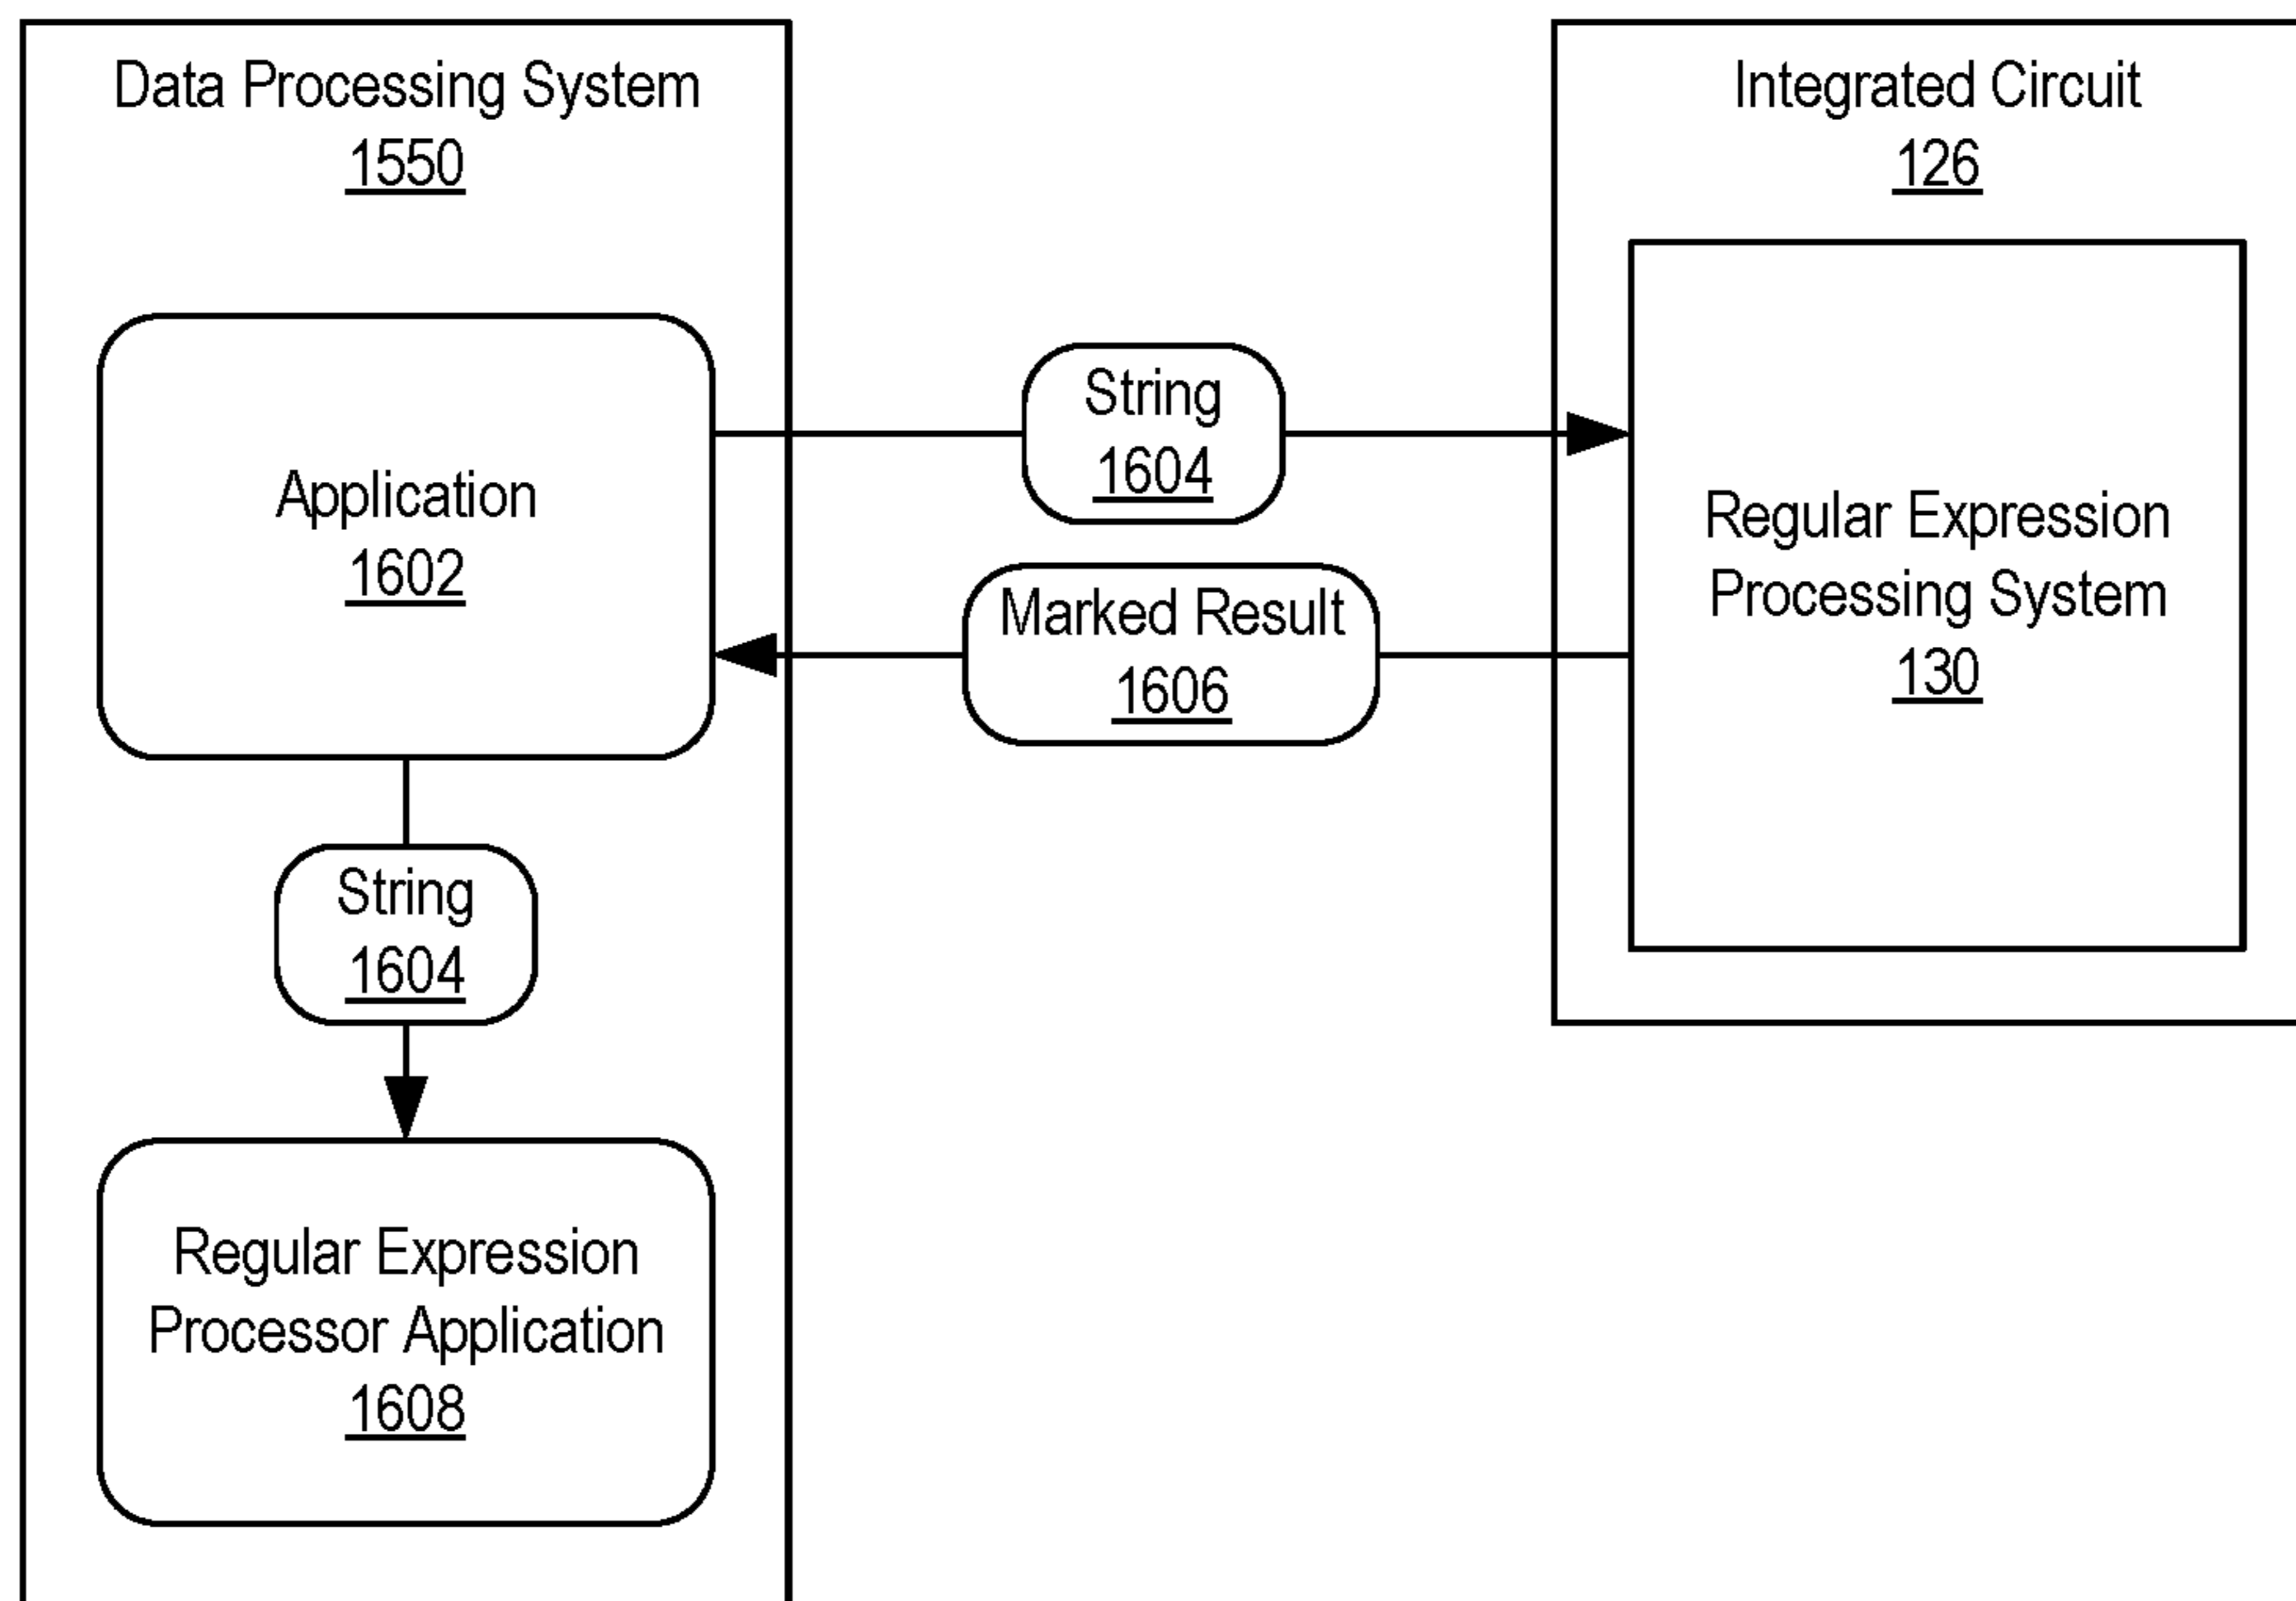 Data Processing System
1550
Integrated Circuit
126
Application
1602
String
1604
Marked Result
1606
Regular Expression
Processing System
130
String
1604
Regular Expression
Processor Application
1608